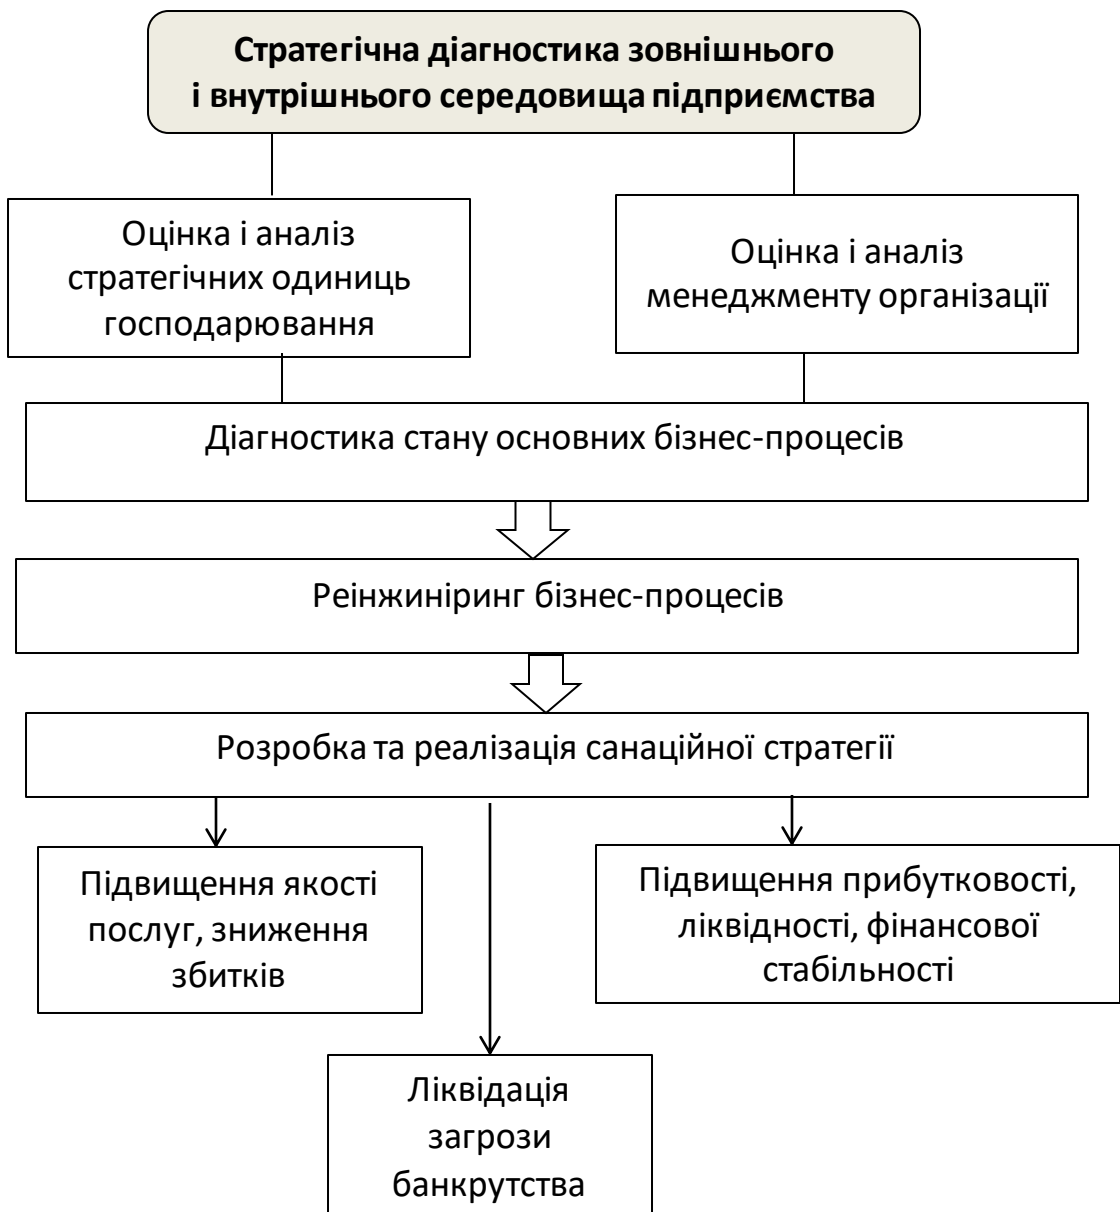 Стратегічна діагностика зовнішнього
і внутрішнього середовища підприємства
Оцінка і аналіз
стратегічних одиниць
господарювання
Оцінка і аналіз
менеджменту організації
Діагностика стану основних бізнес-процесів
Реінжиніринг бізнес-процесів
Розробка та реалізація санаційної стратегії
Підвищення якості
послуг, зниження
збитків
Підвищення прибутковості,
ліквідності, фінансової
стабільності
Ліквідація
загрози
банкрутства